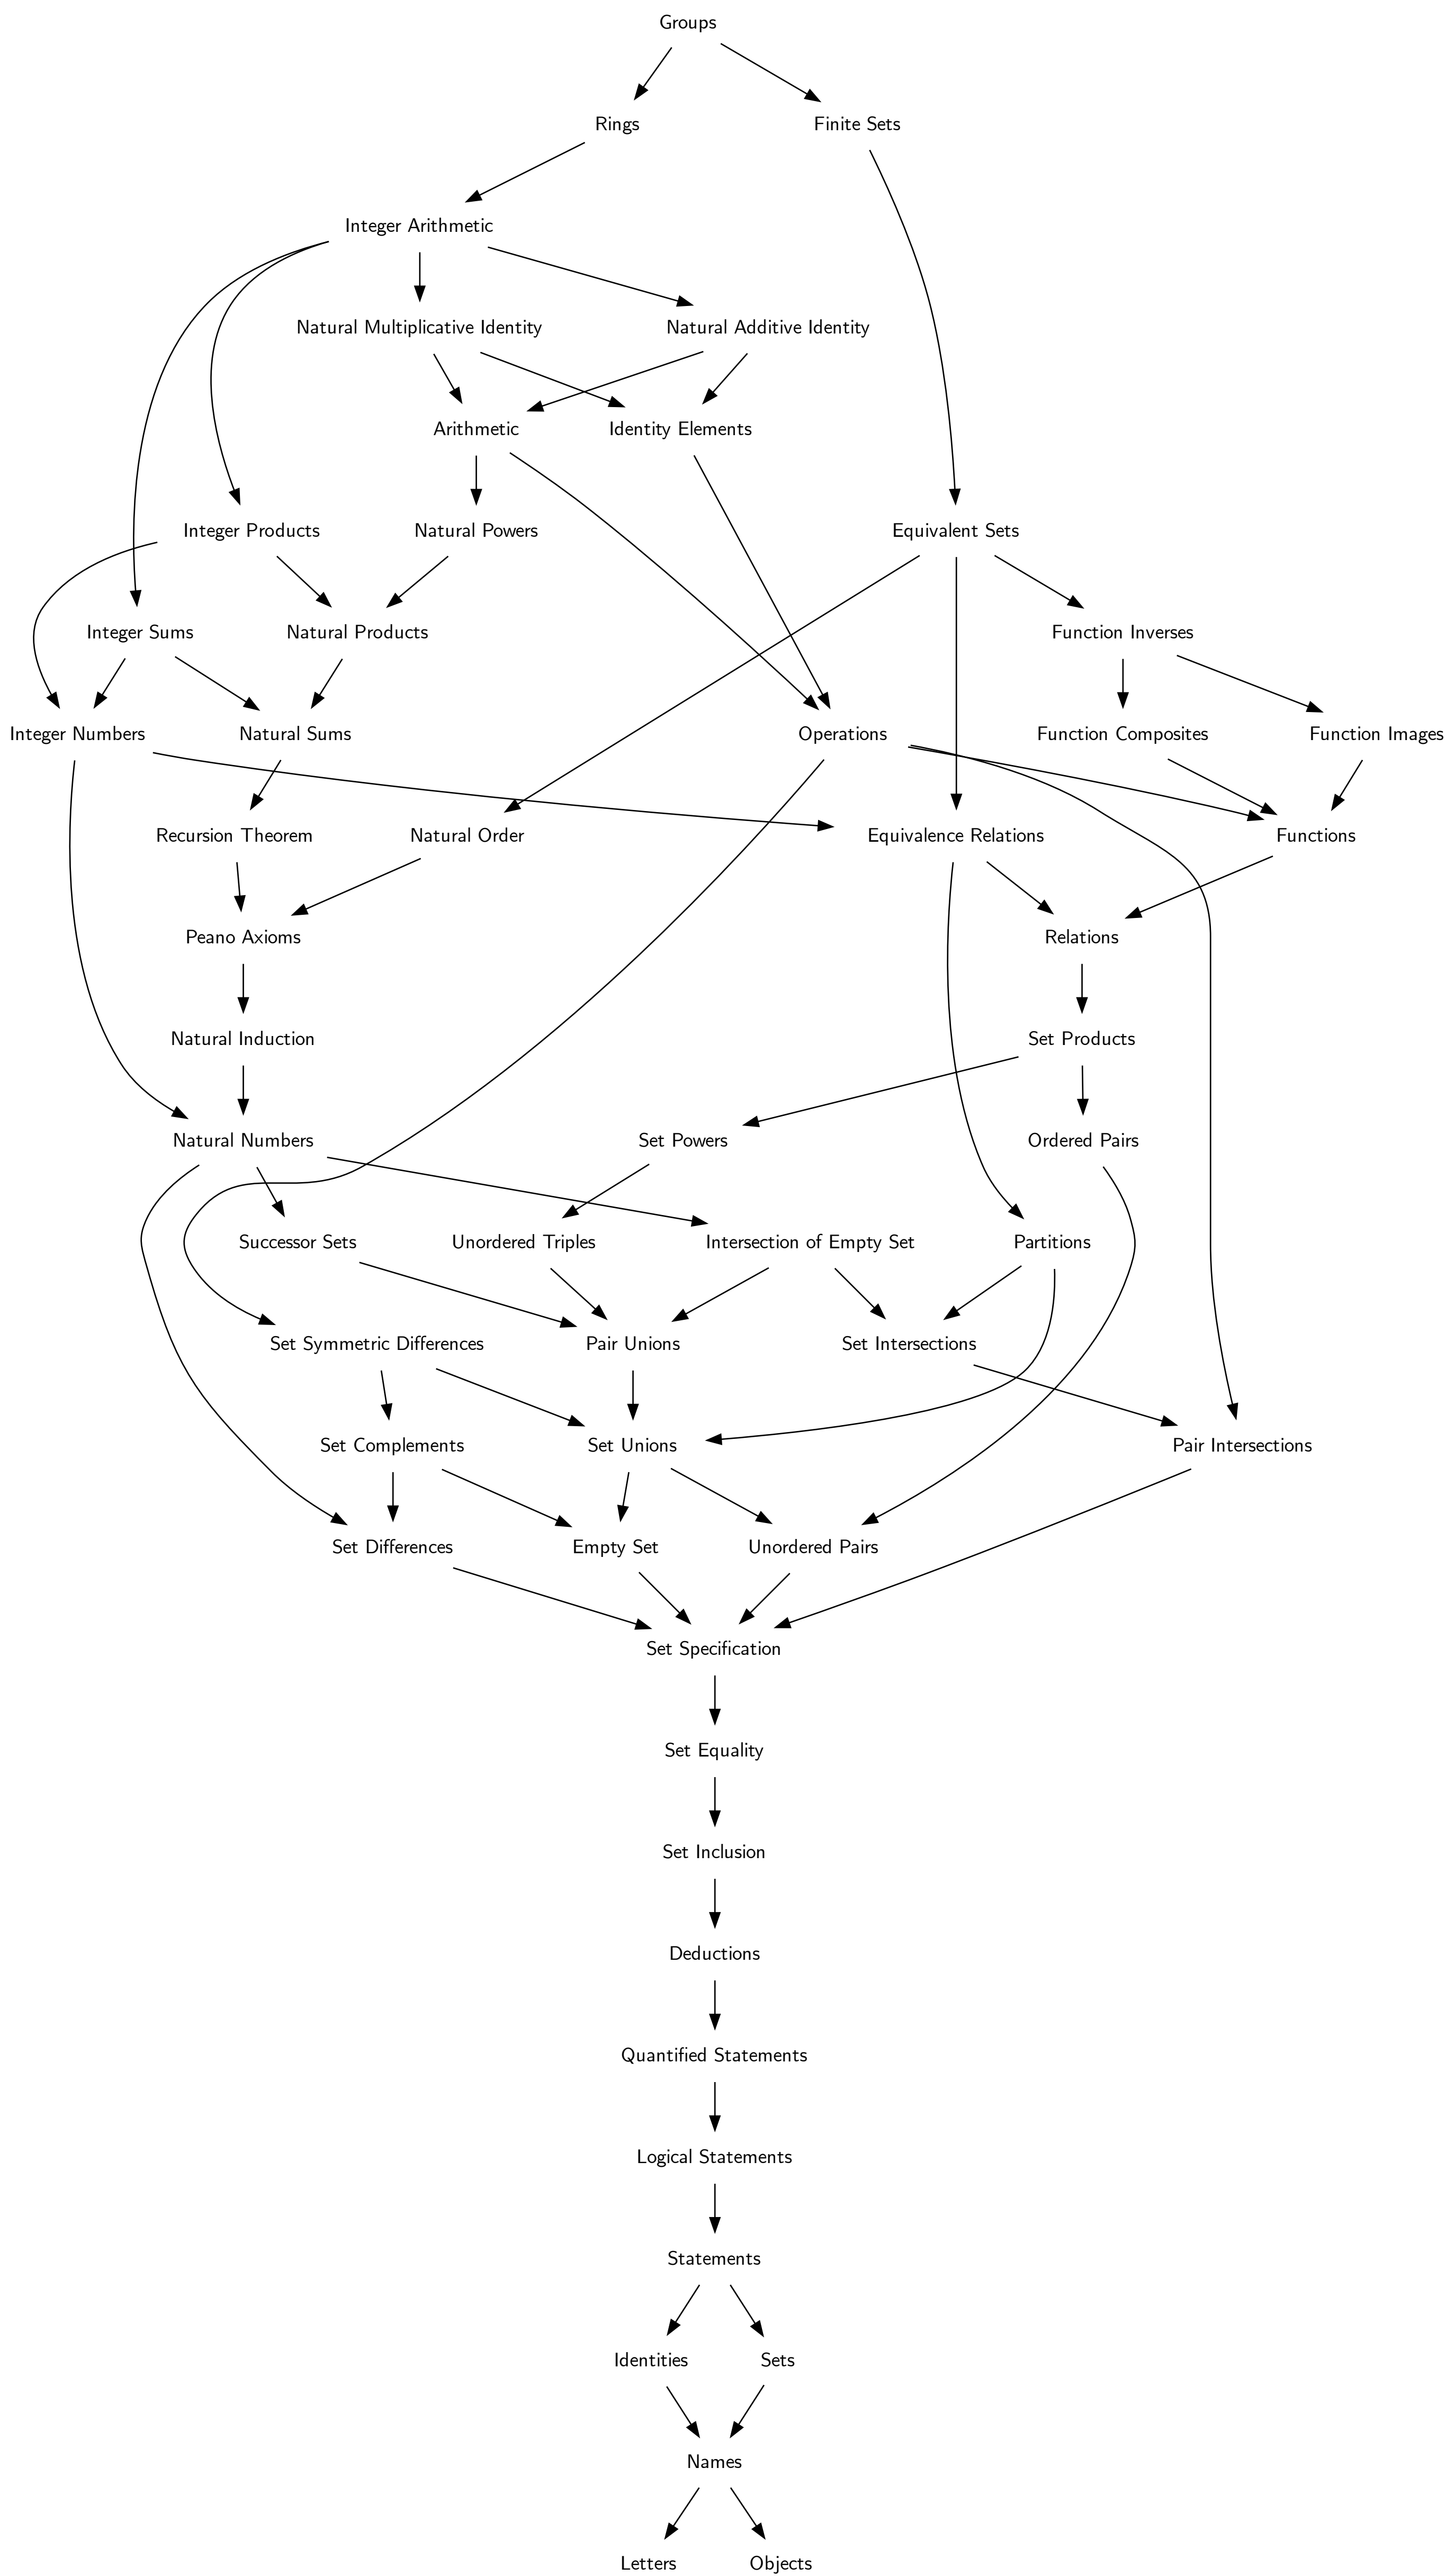 Groups
Rings
Finite Sets
Integer Arithmetic
Natural Multiplicative Identity
Natural Additive Identity
Arithmetic
Identity Elements
Integer Products
Natural Powers
Equivalent Sets
Integer Sums
Natural Products
Function Inverses
Integer Numbers
Natural Sums
Operations
Function Composites
Function Images
Recursion Theorem
Natural Order
Equivalence Relations
Functions
Peano Axioms
Relations
Natural Induction
Set Products
Natural Numbers
Set Powers
Ordered Pairs
Successor Sets
Unordered Triples
Intersection of Empty Set
Partitions
Set Symmetric Differences
Pair Unions
Set Intersections
Set Complements
Set Unions
Pair Intersections
Set Differences
Empty Set
Unordered Pairs
Set Specification
Set Equality
Set Inclusion
Deductions
Quantified Statements
Logical Statements
Statements
Identities
Sets
Names
Letters
Objects